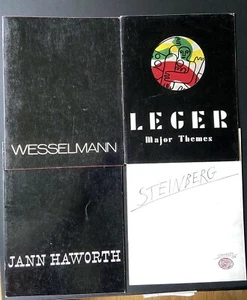 WESSELMANN
LEGER
Major Themes
JANN HAWORTH
STEINBERG